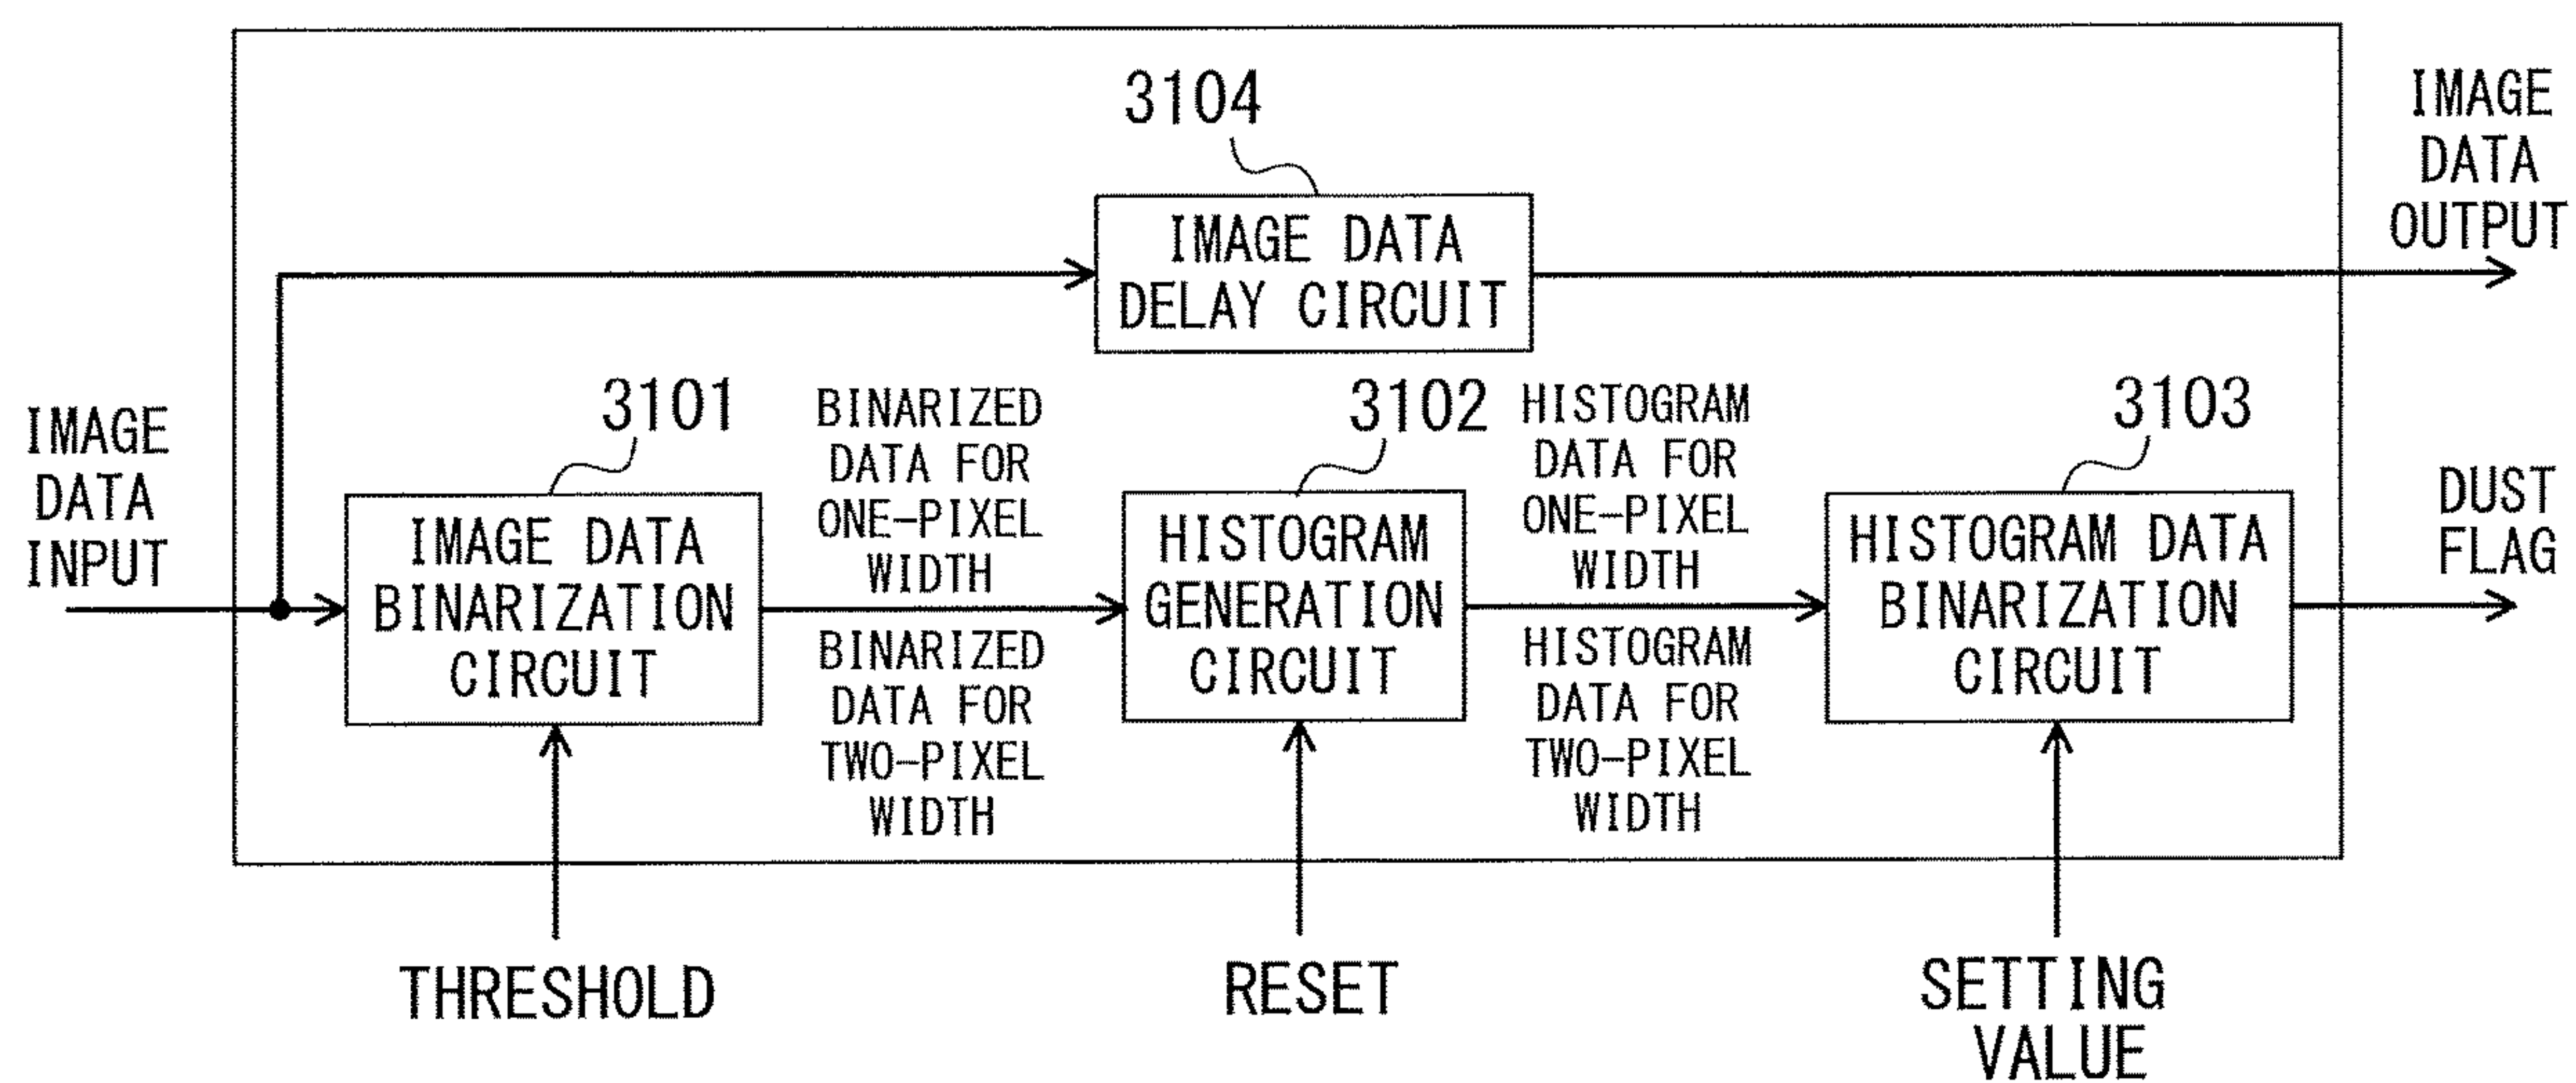 3104
IMAGE DATA
DELAY CIRCUIT
IMAGE
DATA
OUTPUT
IMAGE
DATA
INPUT
3101
IMAGE DATA
BINARIZATION
CIRCUIT
BINARIZED
DATA FOR
ONE-PIXEL
WIDTH
BINARIZED
DATA FOR
TWO-PIXEL
WIDTH
3102
HISTOGRAM
GENERATION
CIRCUIT
HISTOGRAM
DATA FOR
ONE-PIXEL
WIDTH
HISTOGRAM
DATA FOR
TWO-PIXEL
WIDTH
3103
HISTOGRAM DATA
BINARIZATION
CIRCUIT
DUST
FLAG
THRESHOLD
RESET
SETTING
VALUE